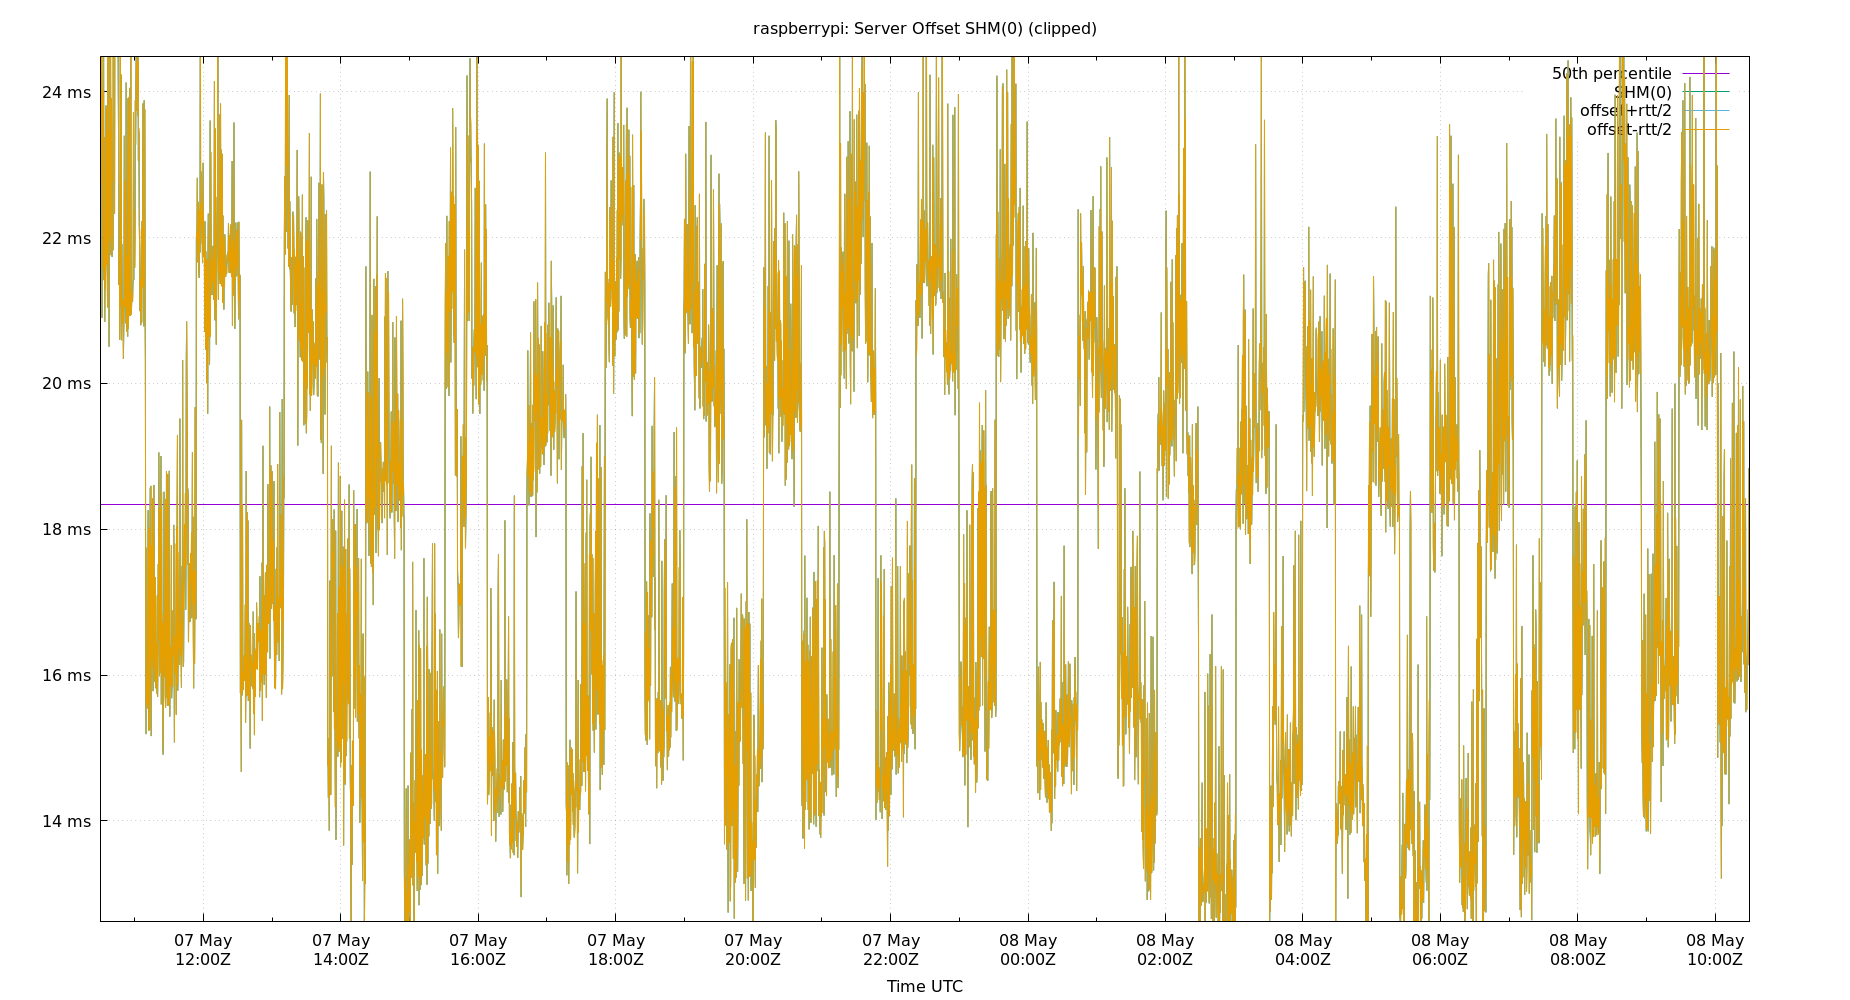 raspberrypi: Server Offset SHM(0) (clipped)
50th percentile
SHM(0)
offset+rtt/2
offset-rtt/2
24 ms
22 ms
20 ms
18 ms
16 ms
14 ms
07 May 07 May 07 May 07 May 07 May 07 May 08 May 08 May 08 May 08 May 08 May 08 May
12:00Z 14:00Z 16:00Z 18:00Z 20:00Z 22:00Z 00:00Z 02:00Z 04:00Z 06:00Z 08:00Z 10:00Z
Time UTC